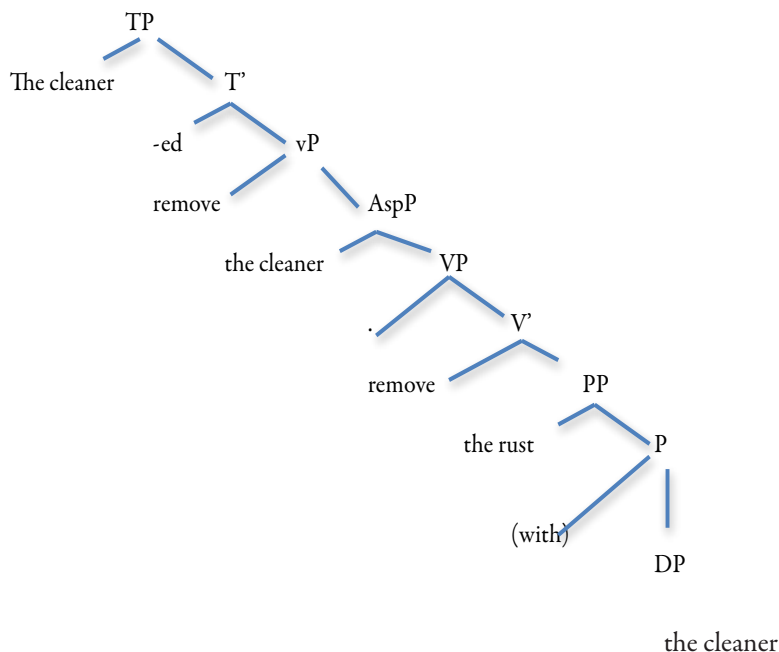 TP
The cleaner
T’
-ed
vP
remove
AspP
the cleaner
VP
.
V’
remove
PP
the rust
P
(with)
DP
the cleaner